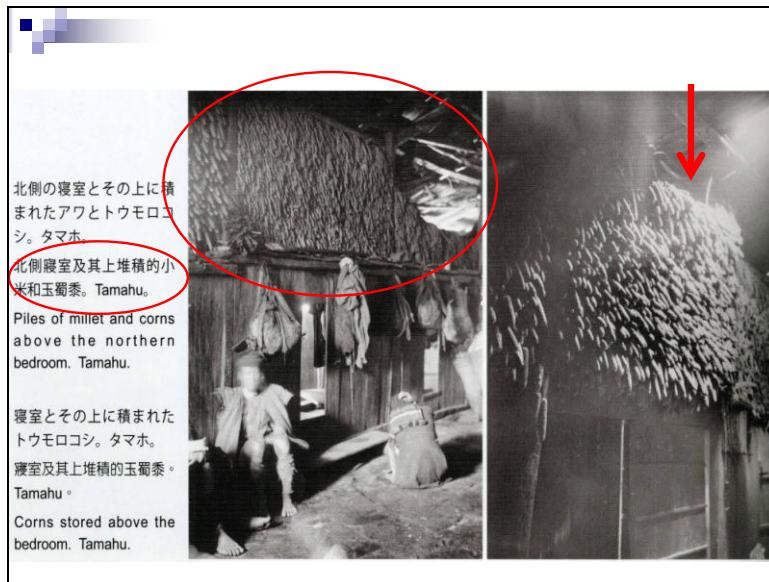 北側の寝室とその上に積
まれたアワとトウモロコ
シ。タマホ。
北側寢室及其上堆積的小
米和玉蜀黍。Tamahu。
Piles of millet and corns
above the northern
bedroom. Tamahu.
寝室とその上に積まれた
トウモロコシ。タマホ。
寢室及其上堆積的玉蜀黍。
Tamahu。
Corns stored above the
bedroom. Tamahu.